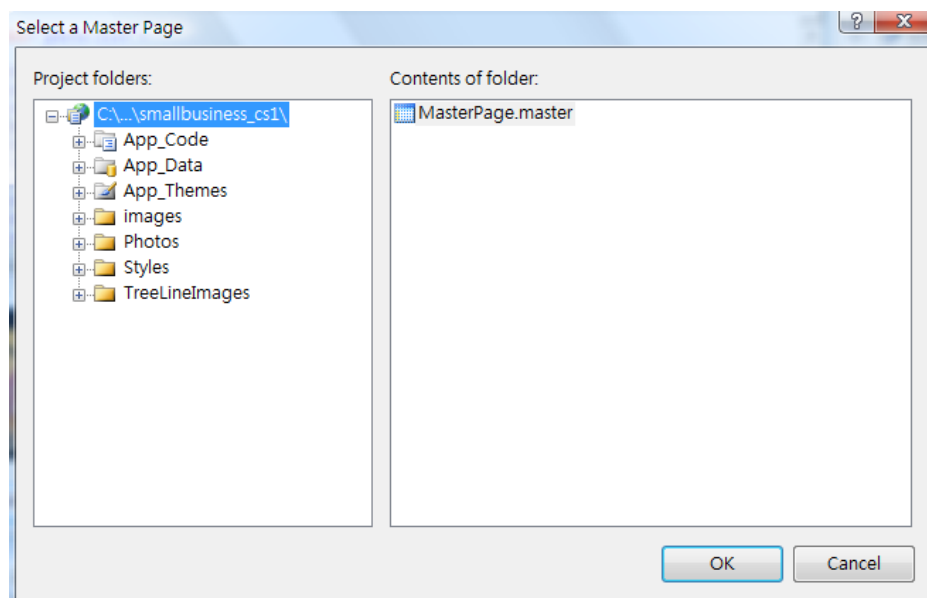 Select a Master Page
Project folders:
Contents of folder:
C:\...\smallbusiness_cs1\
App_Code
App_Data
App_Themes
images
Photos
Styles
TreeLineImages
MasterPage.master
OK
Cancel